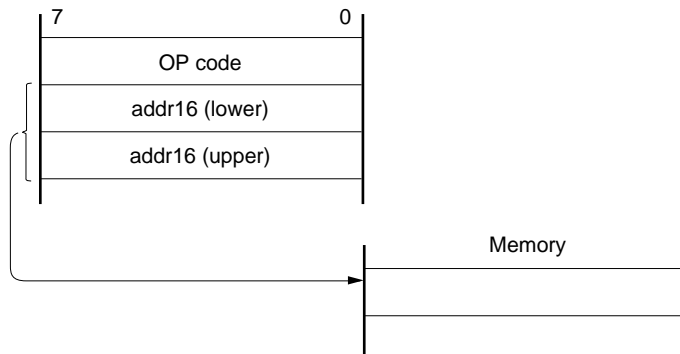 7 0
OP code
addr16 (lower)
addr16 (upper)
Memory